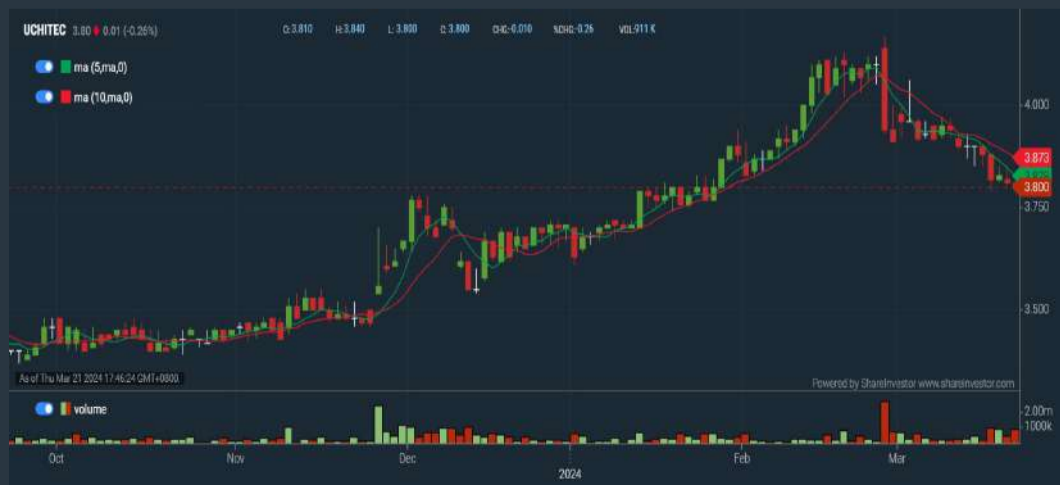 UCHITEC 3.80 0.01 (-0.26%) O: 3.810 H: 3.840 L: 3.800 C: 3.800 CHG:-0.010 %CHG:-0.26 VOL:911 K
ma (5,ma,0)
ma (10,ma,0)
4.000
3.873
3.800
3.750
3.500
As of Thu Mar 21 2024 17:46:24 GMT+0800.
Powered by ShareInvestor www.shareinvestor.com
volume
2.00m
1000k
Oct Nov Dec Feb Mar
2024